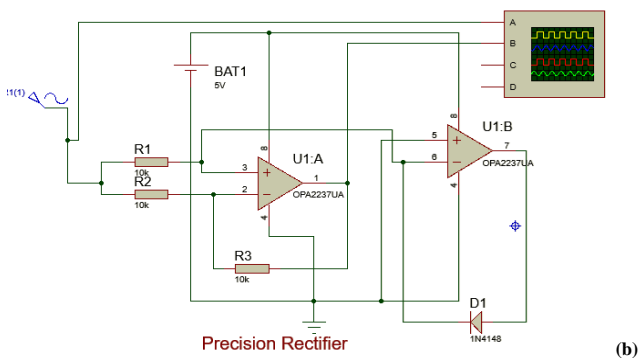 A
B
C
D
BAT1
5V
R1(1)
R1
10k
R2
10k
R3
10k
U1:A
OPA2237UA
3
2
1
8
4
U1:B
OPA2237UA
5
6
7
8
4
D1
1N4148
Precision Rectifier
(b)